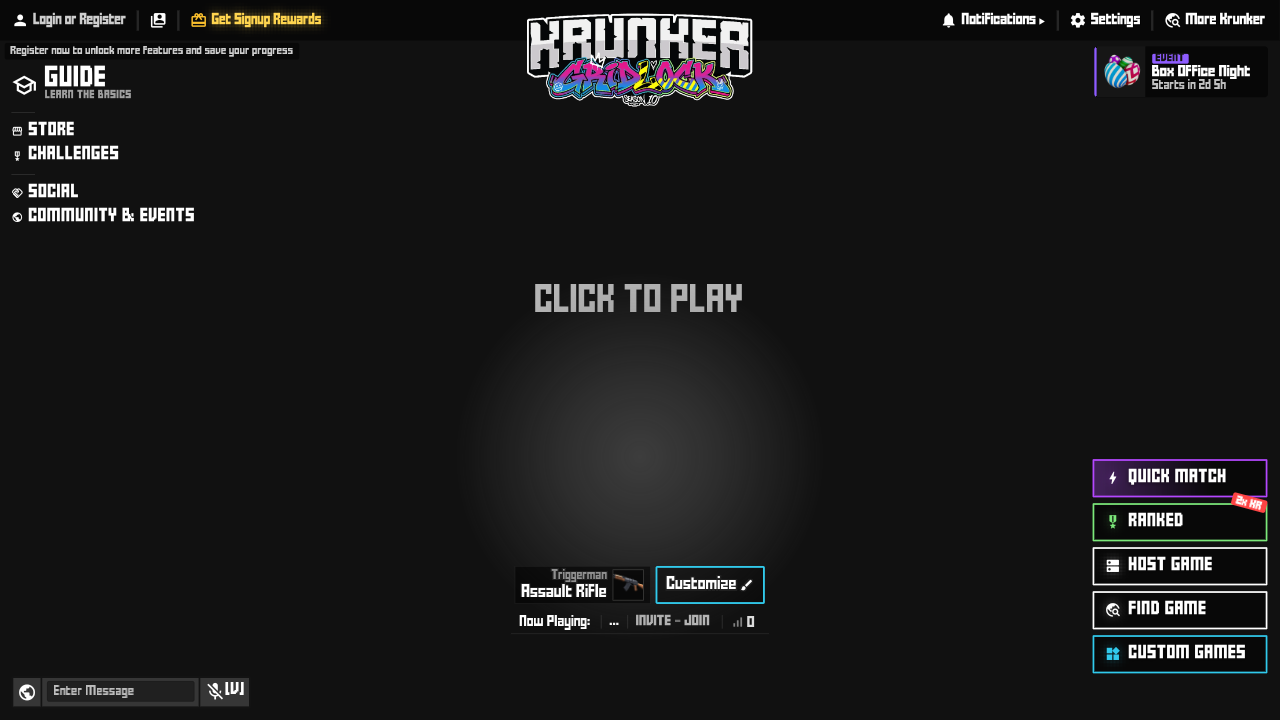 Login or Register
Get Signup Rewards
Register now to unlock more features and save your progress
GUIDE
LEARN THE BASICS
STORE
CHALLENGES
SOCIAL
COMMUNITY & EVENTS
KRUNKER
GRIDLOCK
SEASON 10
Notifications ▸
Settings
More Krunker
EVENT
Box Office Night
Starts in 2d 5h
CLICK TO PLAY
Triggerman
Assault Rifle
Customize
Now Playing: ... INVITE - JOIN 0
QUICK MATCH
2x KR
RANKED
HOST GAME
FIND GAME
CUSTOM GAMES
Enter Message
[V]